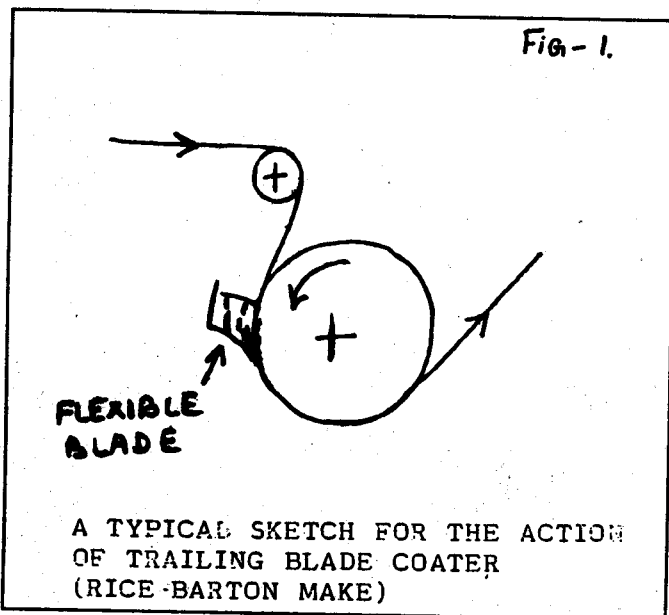 FiG- 1.
FLEXIBLE
BLADE
A TYPICAL SKETCH FOR THE ACTION
OF TRAILING BLADE COATER
(RICE-BARTON MAKE)